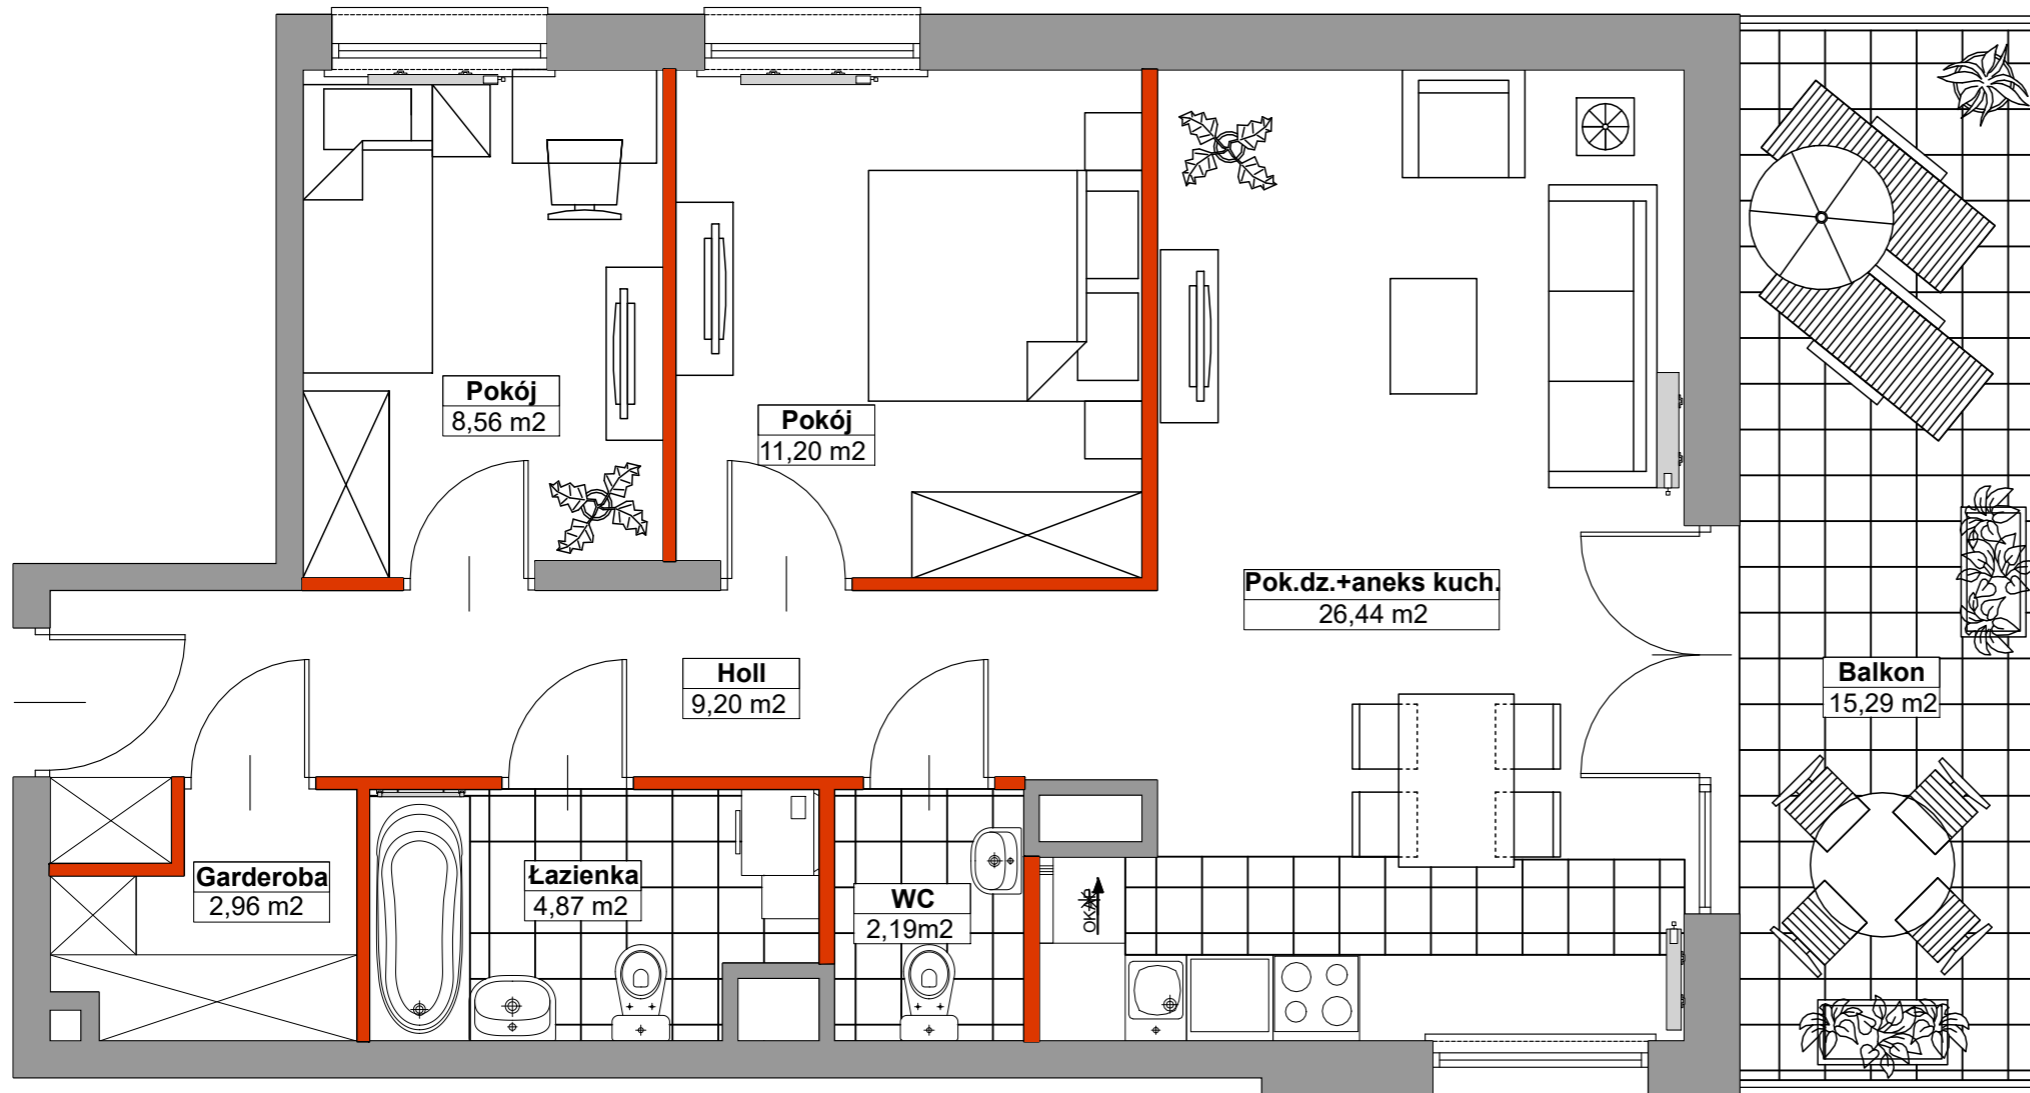 Pokój
8,56 m2
Pokój
11,20 m2
Pok.dz.+aneks kuch.
26,44 m2
Holl
9,20 m2
Balkon
15,29 m2
Garderoba
2,96 m2
Łazienka
4,87 m2
WC
2,19m2